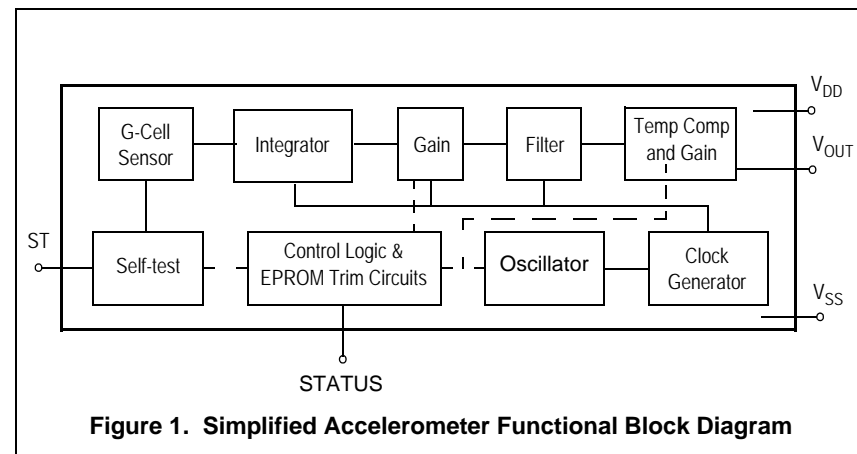 V_DD
G-Cell
Sensor
Integrator
Gain
Filter
Temp Comp
and Gain
V_OUT
ST
Self-test
Control Logic &
EPROM Trim Circuits
Oscillator
Clock
Generator
V_SS
STATUS
Figure 1. Simplified Accelerometer Functional Block Diagram